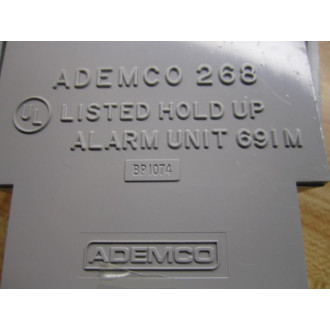 ADEMCO 268
UL LISTED HOLD UP
ALARM UNIT 691M
BP1074
ADEMCO